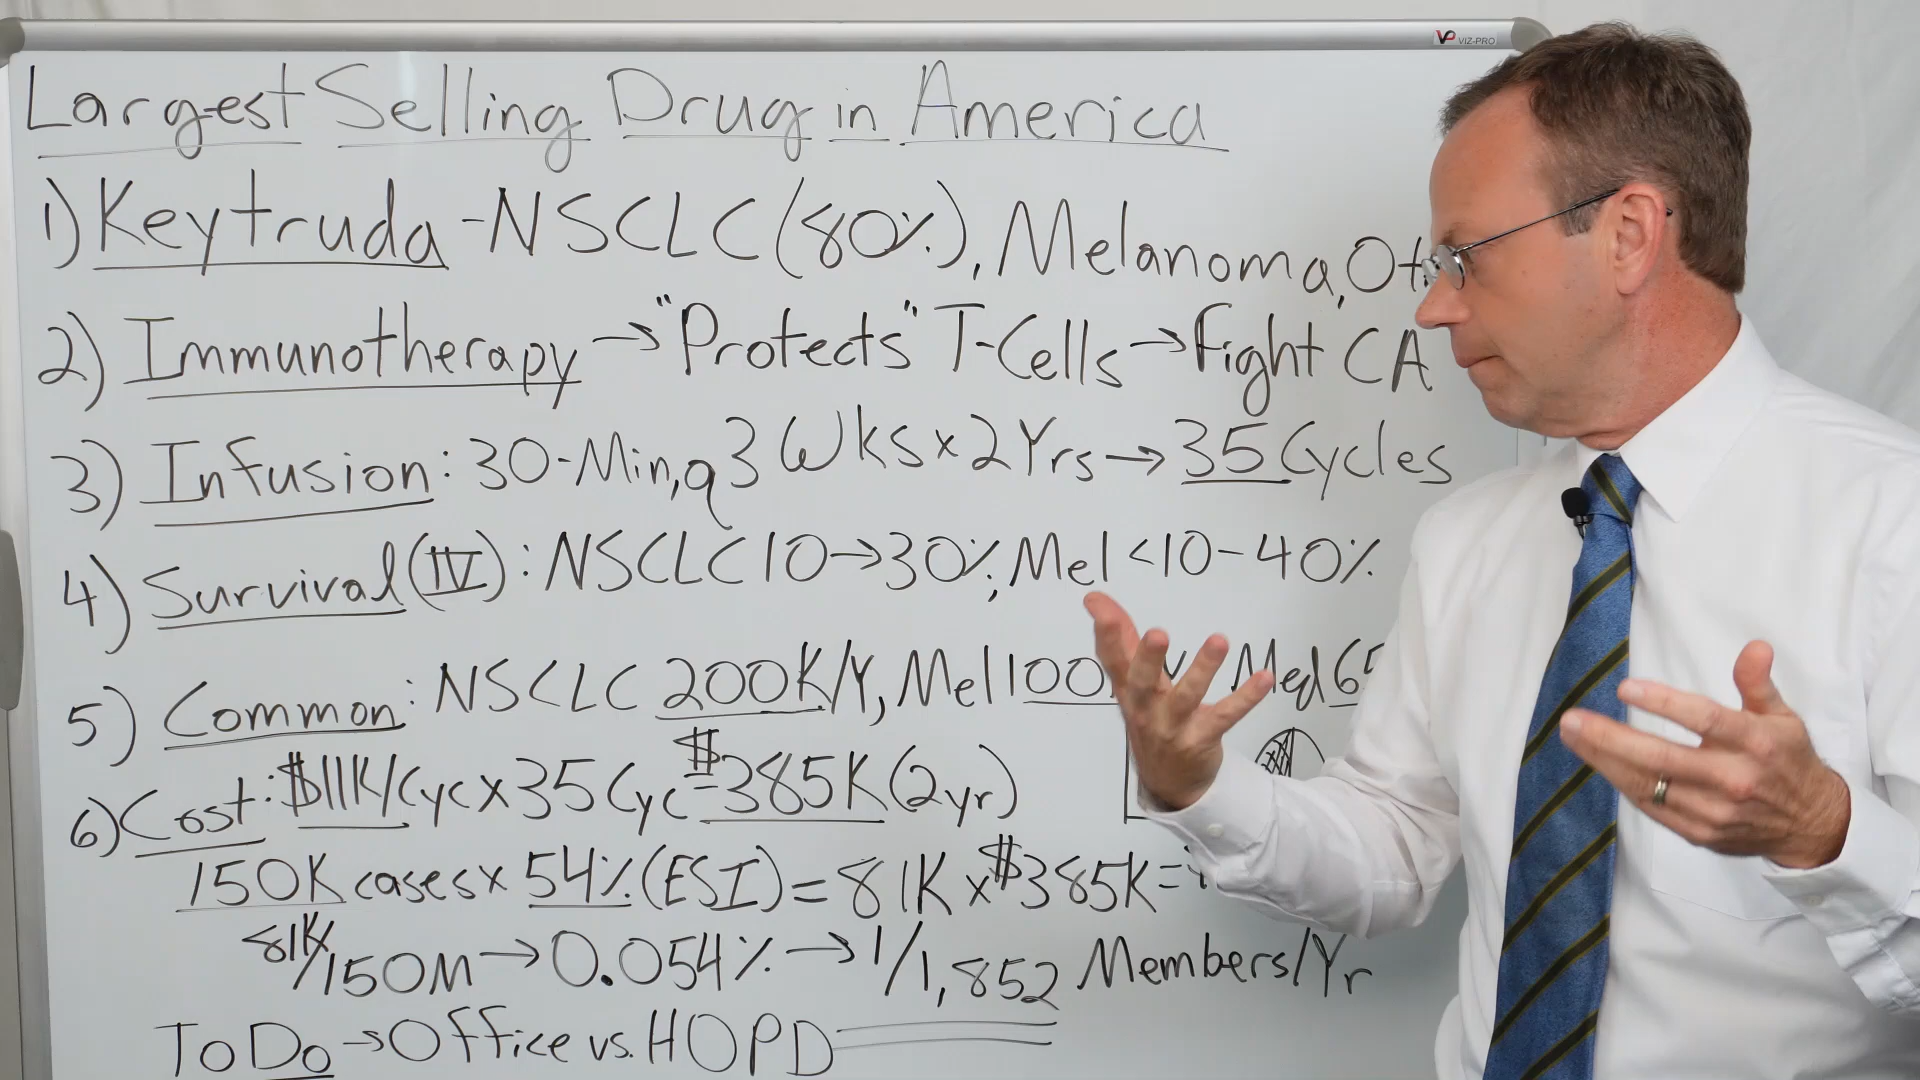 VP VIZ-PRO
Largest Selling Drug in America
1) Keytruda - NSCLC (80%), Melanoma, Ot
2) Immunotherapy → "Protects" T-Cells → Fight CA
3) Infusion: 30-Min, q3 Wks x 2 Yrs → 35 Cycles
4) Survival (IV): NSCLC 10 → 30%, Mel <10-40%
5) Common: NSCLC 200K/Y, Mel 100 Y Med 65
6) Cost: $11K/Cyc x 35 Cyc = $385K (2yr)
150K cases x 54% (ESI) = 81K x $385K =
81K/150M → 0.054% → 1/1,852 Members/Yr
To Do → Office vs. HOPD